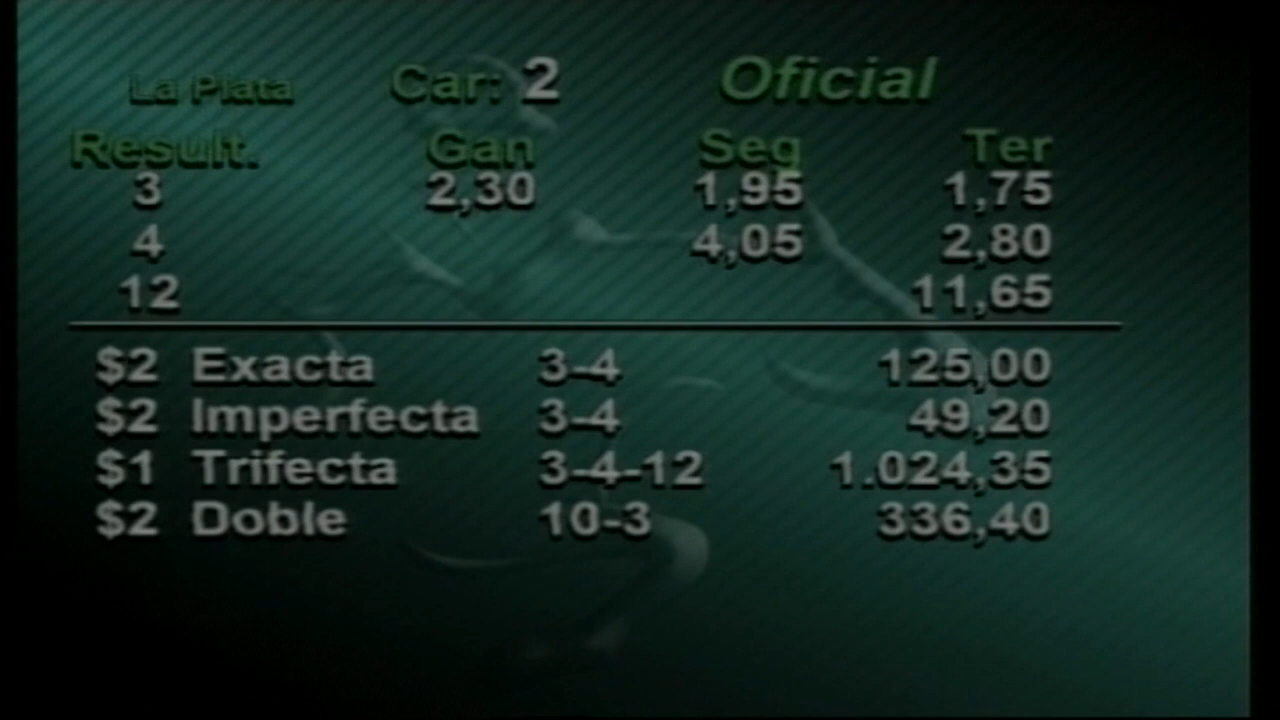 La Plata Car: 2 Oficial
Result. Gan Seg Ter
3 2,30 1,95 1,75
4 4,05 2,80
12 11,65
$2 Exacta 3-4 125,00
$2 Imperfecta 3-4 49,20
$1 Trifecta 3-4-12 1.024,35
$2 Doble 10-3 336,40